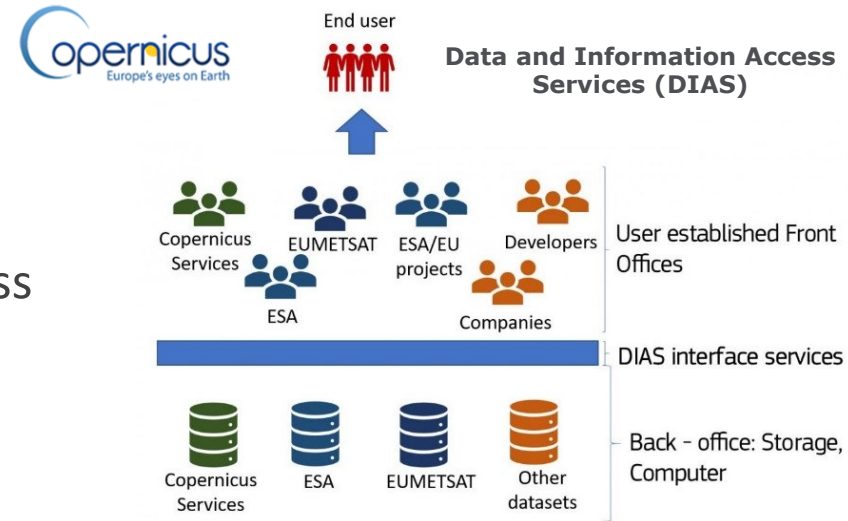 opernicus
Europe's eyes on Earth
End user
Data and Information Access
Services (DIAS)
Copernicus
Services
EUMETSAT
ESA/EU
projects
Developers
ESA
Companies
User established Front
Offices
ss
DIAS interface services
Copernicus
Services
ESA
EUMETSAT
Other
datasets
Back - office: Storage,
Computer